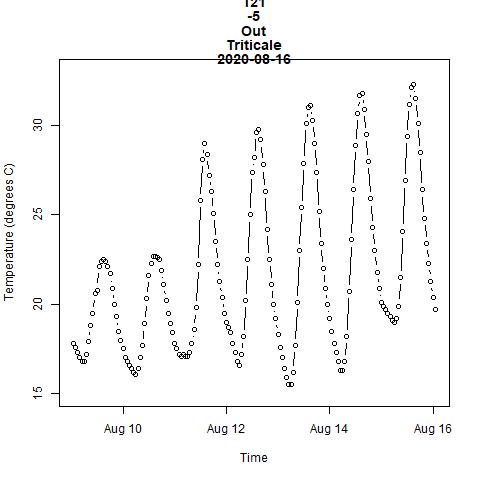 121
-5
Out
Triticale
2020-08-16
Temperature (degrees C)
30
25
20
15
Aug 10
Aug 12
Aug 14
Aug 16
Time